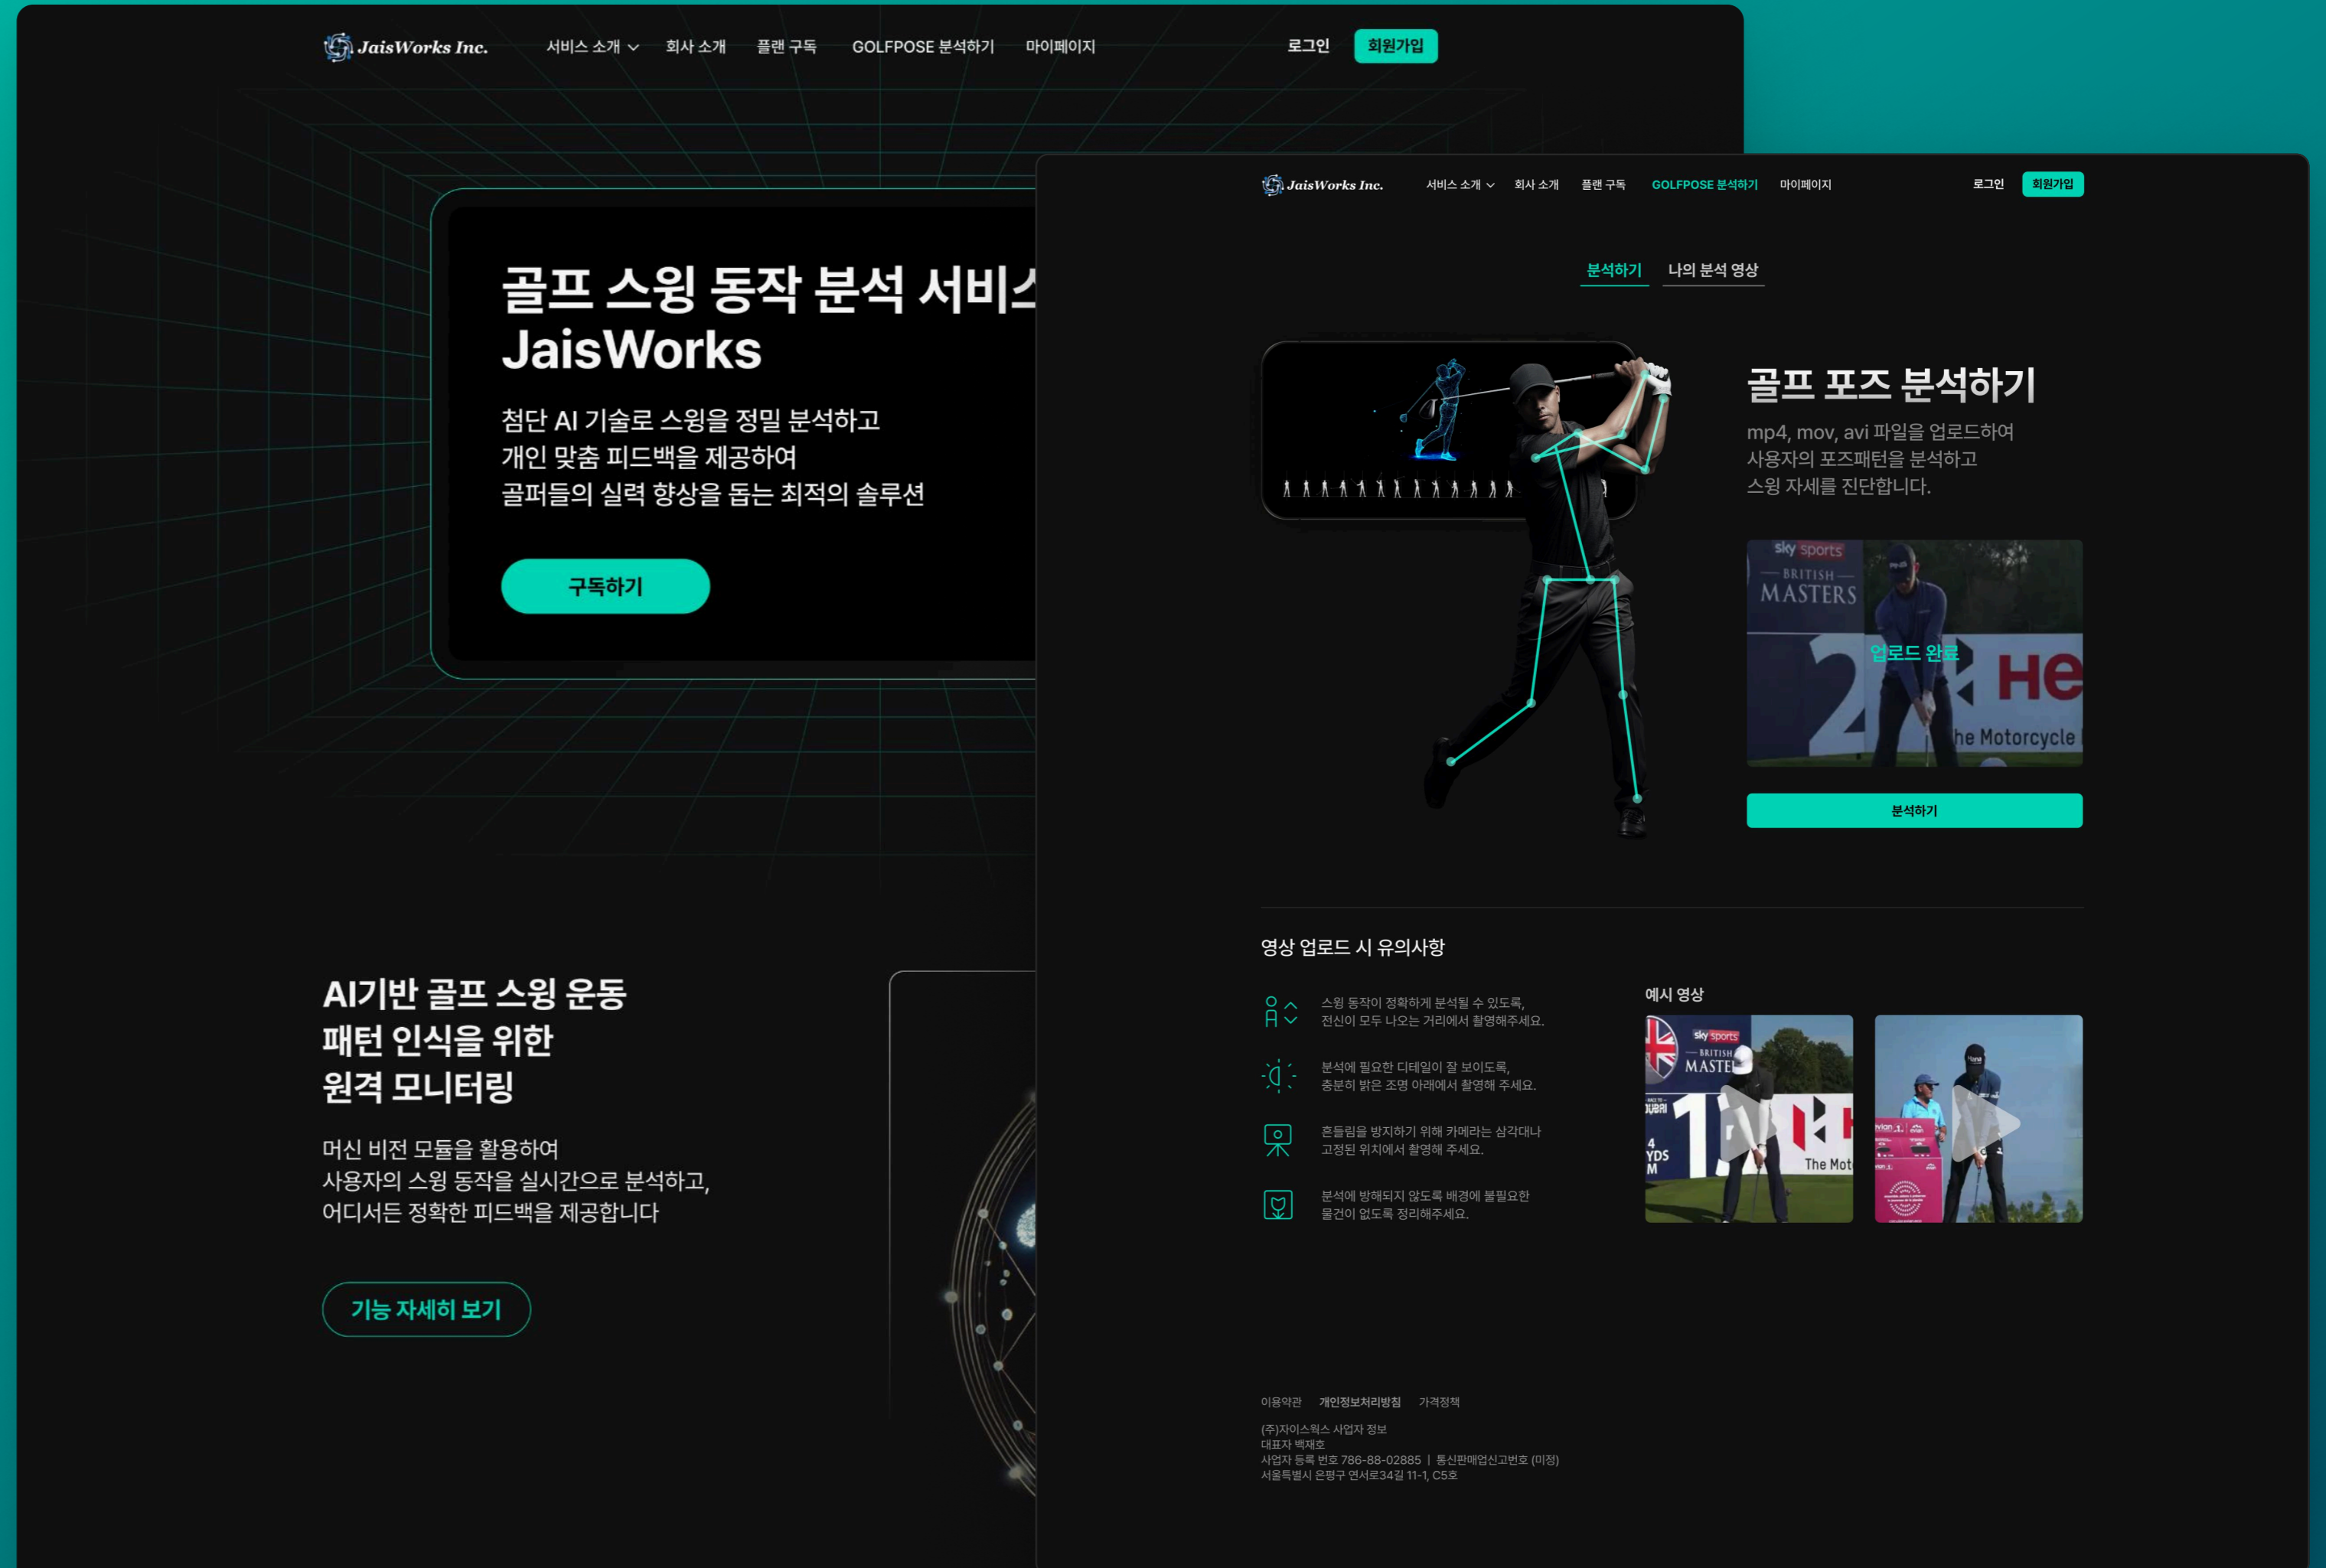 JaisWorks Inc.
서비스 소개
회사 소개
플랜 구독
GOLFPOSE 분석하기
마이페이지
로그인
회원가입
골프 스윙 동작 분석 서비스
JaisWorks
첨단 AI 기술로 스윙을 정밀 분석하고
개인 맞춤 피드백을 제공하여
골퍼들의 실력 향상을 돕는 최적의 솔루션
구독하기
AI기반 골프 스윙 운동
패턴 인식을 위한
원격 모니터링
머신 비전 모듈을 활용하여
사용자의 스윙 동작을 실시간으로 분석하고,
어디서든 정확한 피드백을 제공합니다
기능 자세히 보기
JaisWorks Inc.
서비스 소개
회사 소개
플랜 구독
GOLFPOSE 분석하기
마이페이지
로그인
회원가입
분석하기
나의 분석 영상
골프 포즈 분석하기
mp4, mov, avi 파일을 업로드하여
사용자의 포즈패턴을 분석하고
스윙 자세를 진단합니다.
sky sports
BRITISH
MASTERS
2
He
he Motorcycle
업로드 완료
분석하기
영상 업로드 시 유의사항
스윙 동작이 정확하게 분석될 수 있도록,
전신이 모두 나오는 거리에서 촬영해주세요.
분석에 필요한 디테일이 잘 보이도록,
충분히 밝은 조명 아래에서 촬영해 주세요.
흔들림을 방지하기 위해 카메라는 삼각대나
고정된 위치에서 촬영해 주세요.
분석에 방해되지 않도록 배경에 불필요한
물건이 없도록 정리해주세요.
예시 영상
sky sports
BRITISH
MASTE
1
4
YDS
M
The Mot
이용약관
개인정보처리방침
가격정책
(주)자이스웍스 사업자 정보
대표자 백재호
사업자 등록 번호 786-88-02885 | 통신판매업신고번호 (미정)
서울특별시 은평구 연서로34길 11-1, C5호